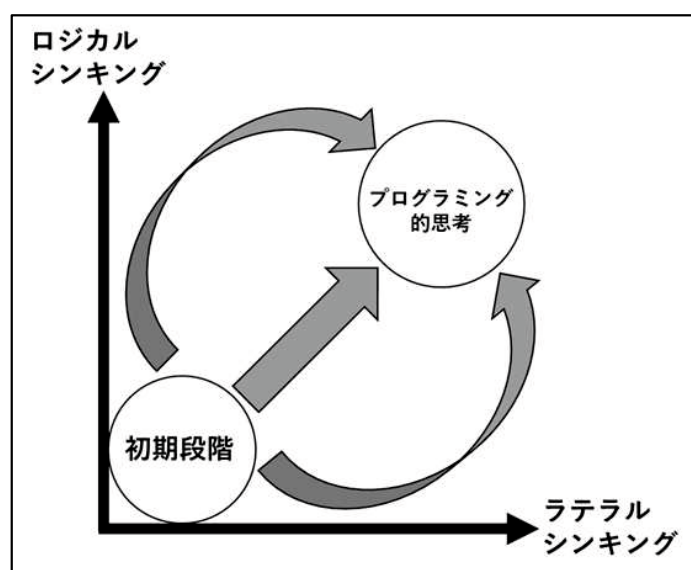 ロジカル
シンキング
プログラミング
的思考
初期段階
ラテラル
シンキング